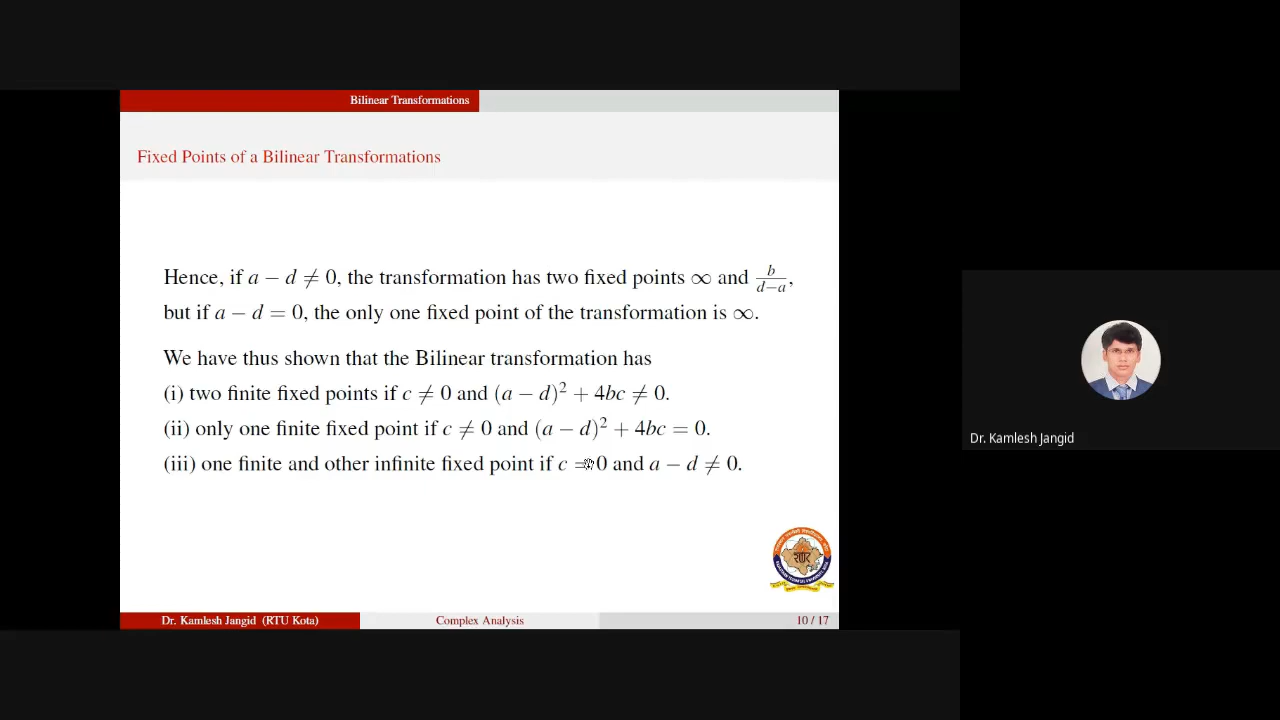 Bilinear Transformations
Fixed Points of a Bilinear Transformations
Hence, if a − d ≠ 0, the transformation has two fixed points ∞ and b/(d−a),
but if a − d = 0, the only one fixed point of the transformation is ∞.
We have thus shown that the Bilinear transformation has
(i) two finite fixed points if c ≠ 0 and (a − d)² + 4bc ≠ 0.
(ii) only one finite fixed point if c ≠ 0 and (a − d)² + 4bc = 0.
(iii) one finite and other infinite fixed point if c = 0 and a − d ≠ 0.
Dr. Kamlesh Jangid (RTU Kota)
Complex Analysis
10 / 17
Dr. Kamlesh Jangid